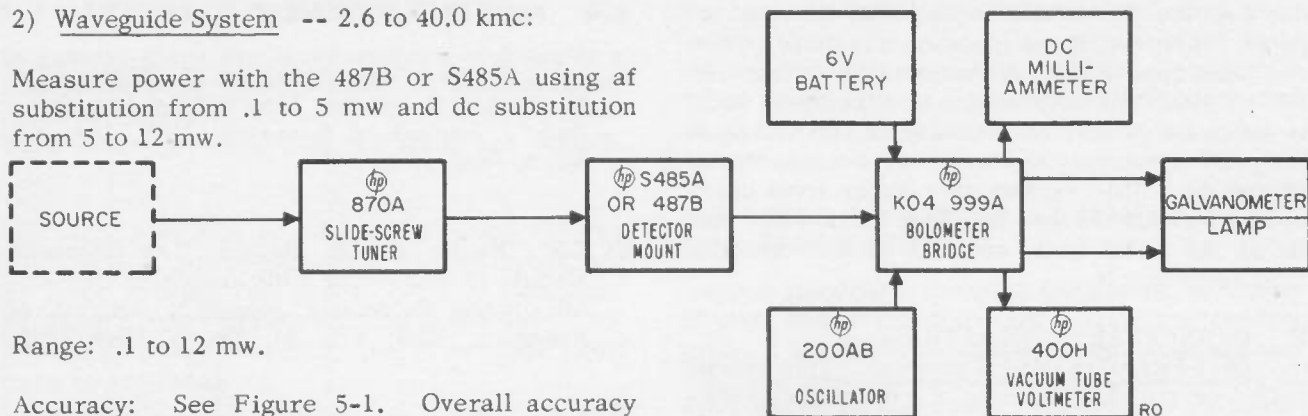 2) Waveguide System -- 2.6 to 40.0 kmc:
Measure power with the 487B or S485A using af
substitution from .1 to 5 mw and dc substitution
from 5 to 12 mw.
SOURCE
hp
870A
SLIDE-SCREW
TUNER
hp S485A
OR 487B
DETECTOR
MOUNT
6V
BATTERY
DC
MILLI-
AMMETER
hp
K04 999A
BOLOMETER
BRIDGE
GALVANOMETER
LAMP
hp
200AB
OSCILLATOR
hp
400H
VACUUM TUBE
VOLTMETER
RO
Range: .1 to 12 mw.
Accuracy: See Figure 5-1. Overall accuracy